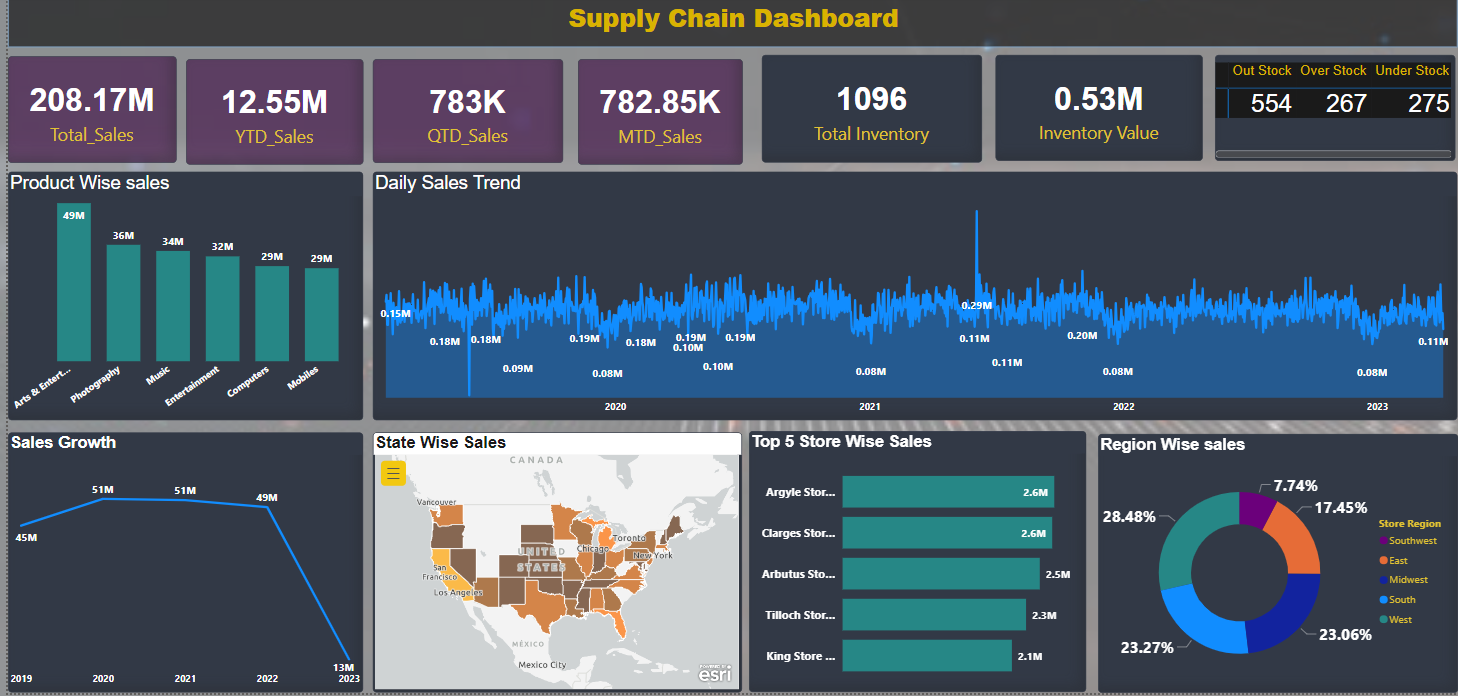 Supply Chain Dashboard
208.17M
Total_Sales
12.55M
YTD_Sales
783K
QTD_Sales
782.85K
MTD_Sales
1096
Total Inventory
0.53M
Inventory Value
Out Stock Over Stock Under Stock
554 267 275
Product Wise sales
49M
36M
34M
32M
29M
29M
Arts & Entert...
Photography
Music
Entertainment
Computers
Mobiles
Daily Sales Trend
0.15M
0.18M
0.18M
0.09M
0.19M
0.08M
0.18M
0.19M
0.10M
0.10M
0.19M
0.08M
0.29M
0.11M
0.11M
0.20M
0.08M
0.08M
0.11M
2020 2021 2022 2023
Sales Growth
45M
51M
51M
49M
13M
2019 2020 2021 2022 2023
State Wise Sales
CANADA
Vancouver
Toronto
Chicago
New York
UNITED
STATES
San
Francisco
Los Angeles
MÉXICO
Mexico City
POWERED BY
esri
Top 5 Store Wise Sales
Argyle Stor... 2.6M
Clarges Stor... 2.6M
Arbutus Sto... 2.5M
Tilloch Stor... 2.3M
King Store ... 2.1M
Region Wise sales
7.74%
17.45%
28.48%
23.06%
23.27%
Store Region
Southwest
East
Midwest
South
West